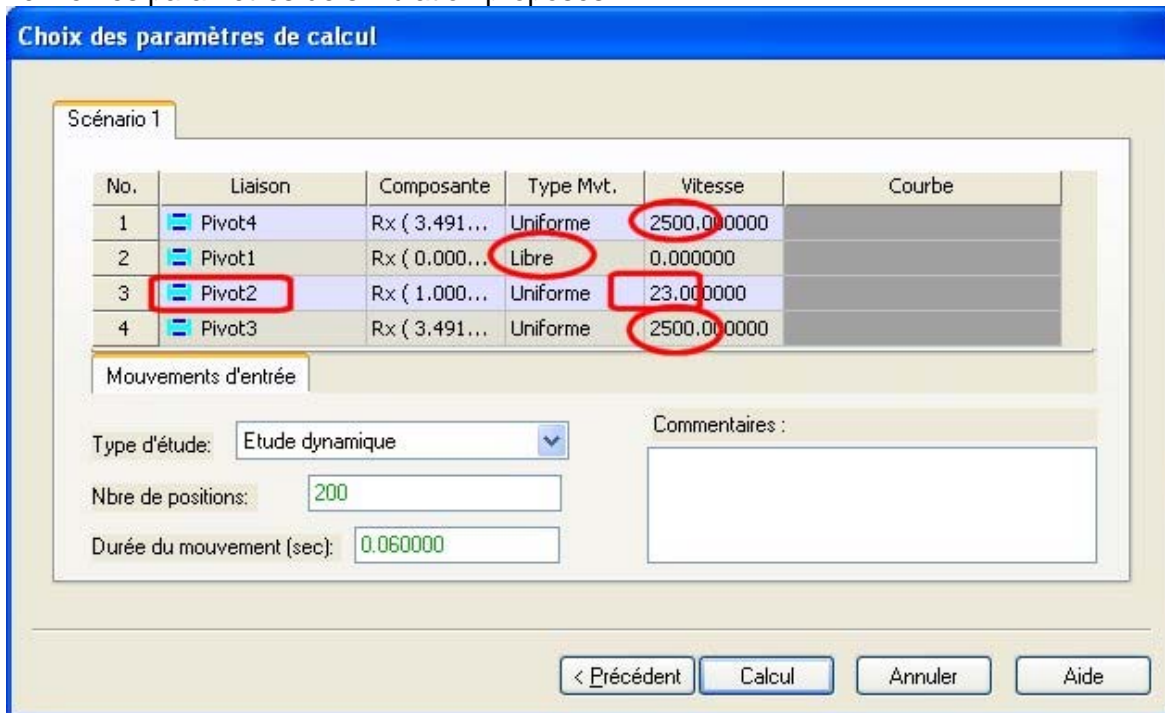 Choix des paramètres de calcul
Scénario 1
No. Liaison Composante Type Mvt. Vitesse Courbe
1 Pivot4 Rx ( 3.491... Uniforme 2500.000000
2 Pivot1 Rx ( 0.000... Libre 0.000000
3 Pivot2 Rx ( 1.000... Uniforme 23.000000
4 Pivot3 Rx ( 3.491... Uniforme 2500.000000
Mouvements d'entrée
Type d'étude: Etude dynamique
Commentaires :
Nbre de positions: 200
Durée du mouvement (sec): 0.060000
< Précédent Calcul Annuler Aide